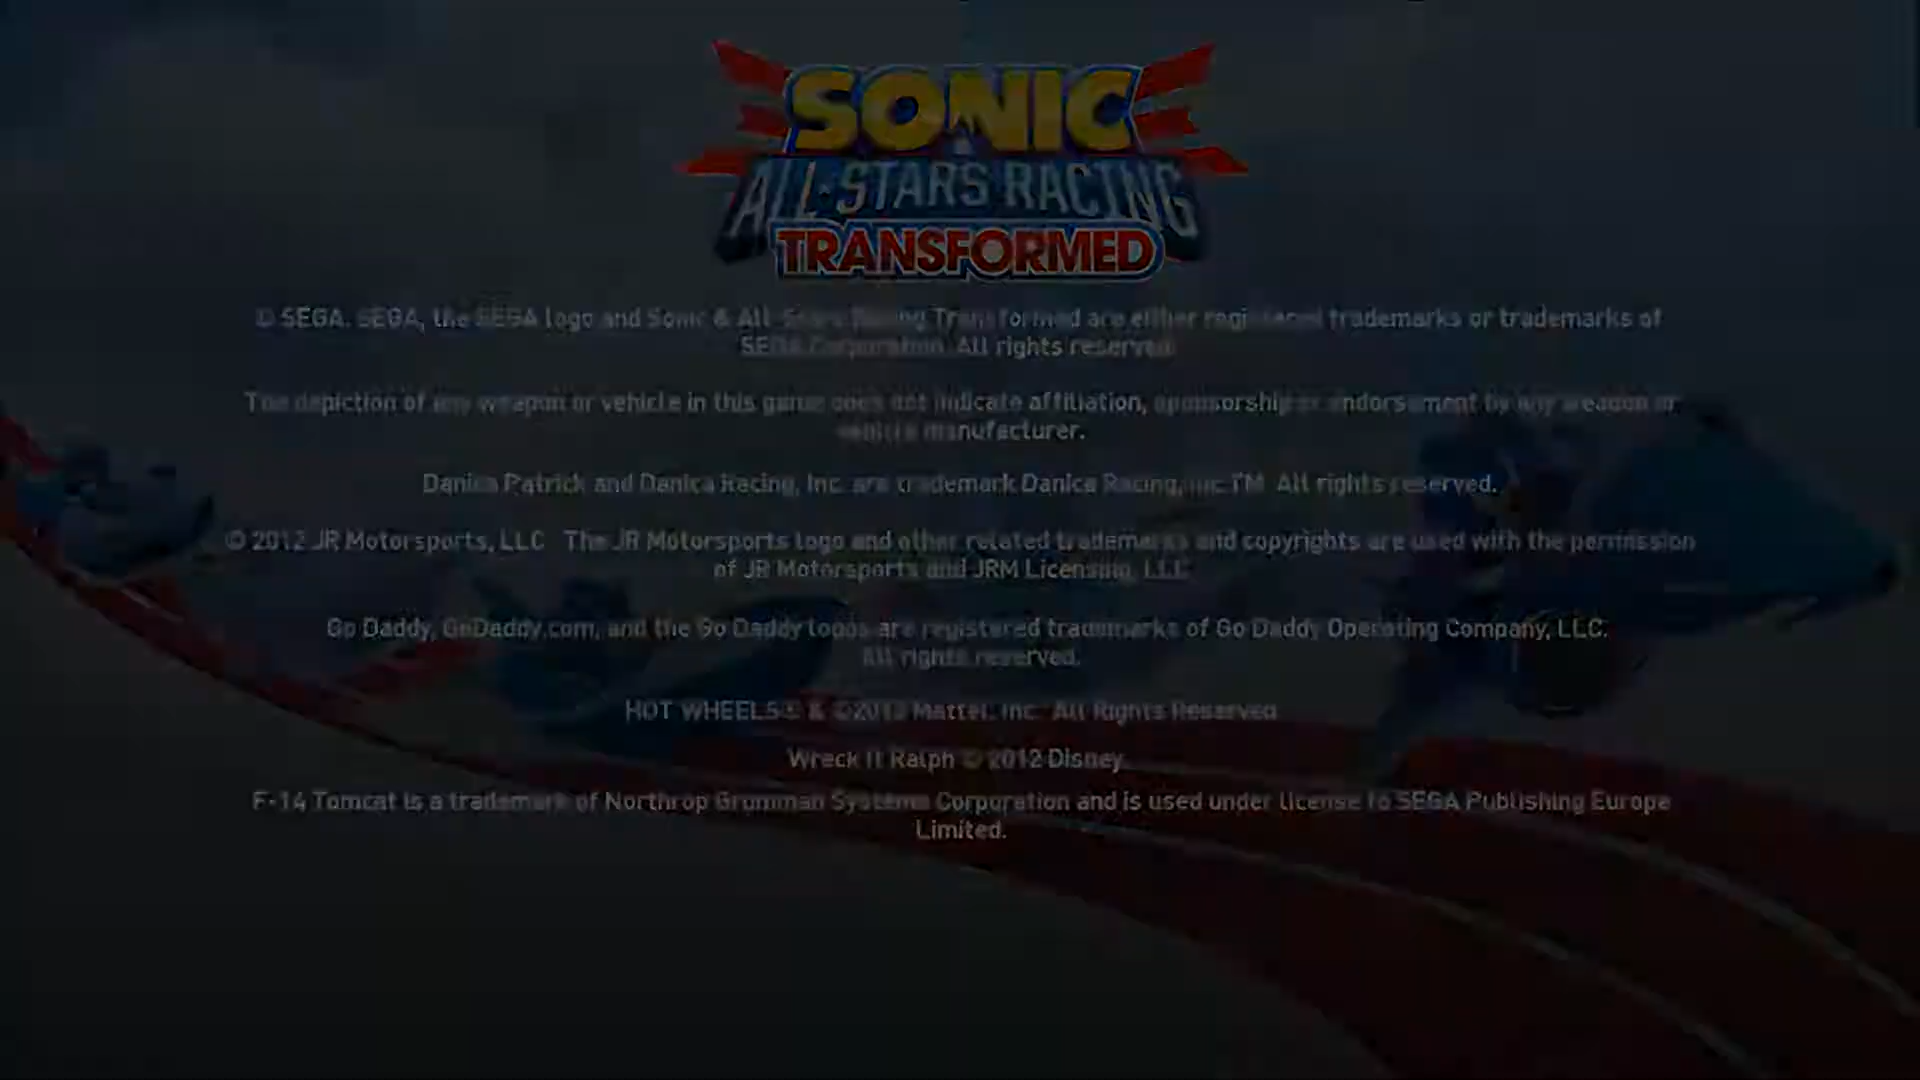 SONIC
&
ALL-STARS RACING
TRANSFORMED
© SEGA. SEGA, the SEGA logo and Sonic & All-Stars Racing Transformed are either registered trademarks or trademarks of
SEGA Corporation. All rights reserved.
The depiction of any weapon or vehicle in this game does not indicate affiliation, sponsorship or endorsement by any weapon or
vehicle manufacturer.
Danica Patrick and Danica Racing, Inc. are trademark Danica Racing, Inc.TM. All rights reserved.
© 2012 JR Motorsports, LLC The JR Motorsports logo and other related trademarks and copyrights are used with the permission
of JR Motorsports and JRM Licensing, LLC
Go Daddy, GoDaddy.com, and the Go Daddy logos are registered trademarks of Go Daddy Operating Company, LLC.
All rights reserved.
HOT WHEELS® & ©2012 Mattel, Inc. All Rights Reserved
Wreck It Ralph © 2012 Disney.
F-14 Tomcat is a trademark of Northrop Grumman Systems Corporation and is used under license to SEGA Publishing Europe
Limited.